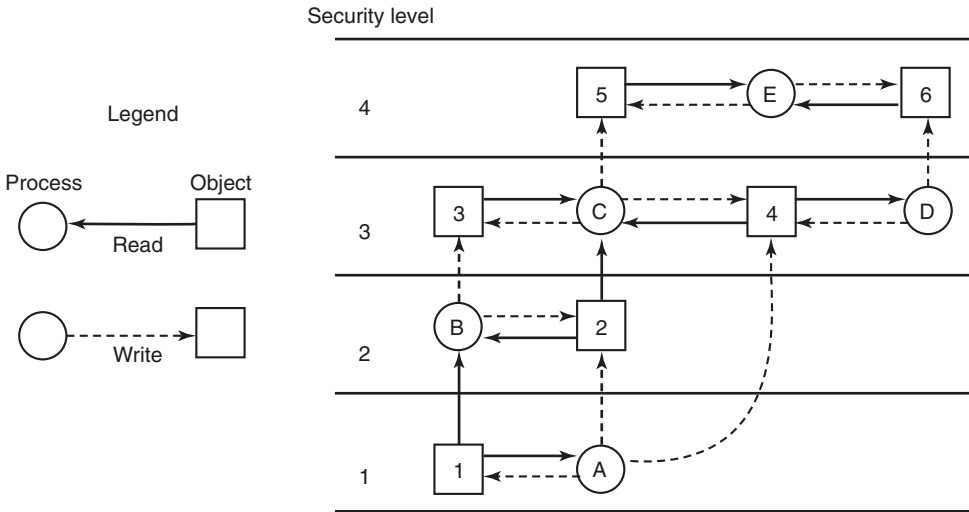 Security level
Legend
Process
Object
Read
Write
4
5
E
6
3
3
C
4
D
2
B
2
1
1
A